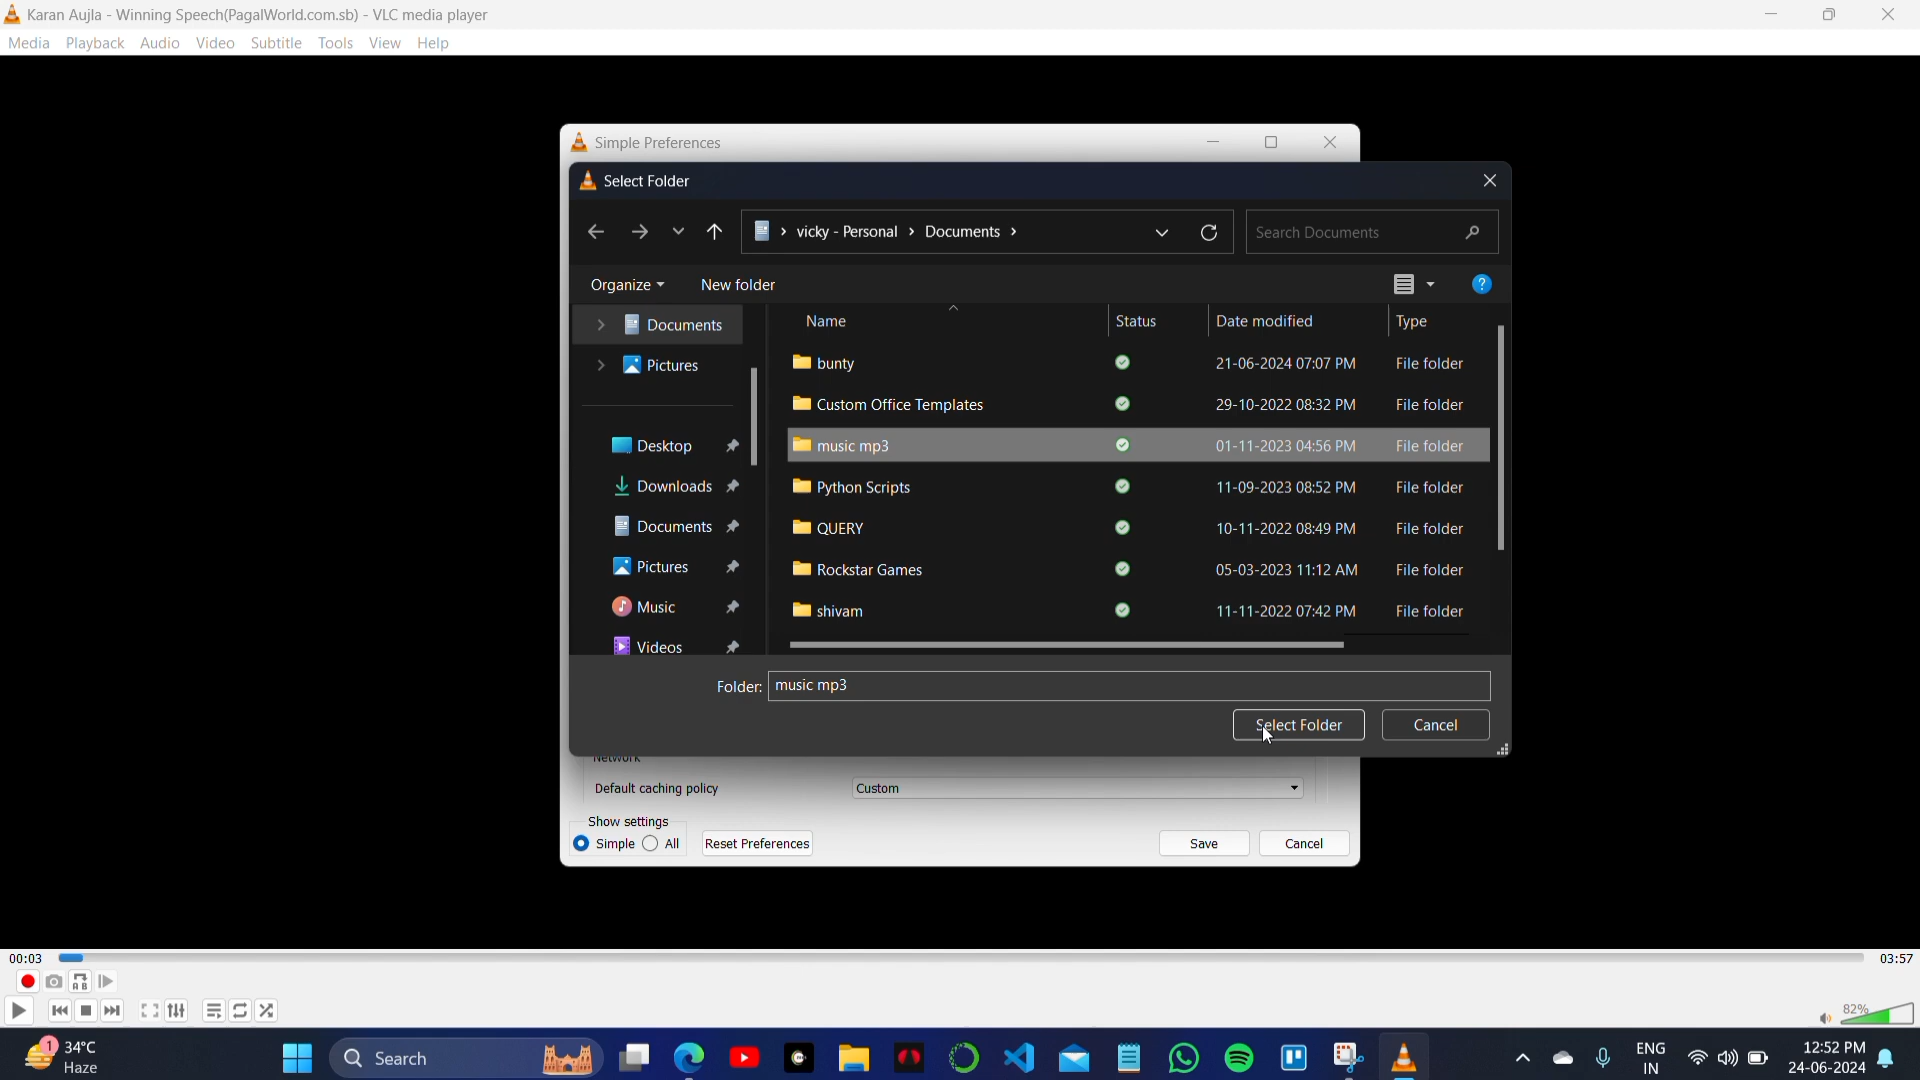 Karan Aujla - Winning Speech(PagalWorld.com.sb) - VLC media player
Media Playback Audio Video Subtitle Tools View Help
Simple Preferences
Select Folder
vicky - Personal › Documents ›
Search Documents
Organize
New folder
Documents
Pictures
Desktop
Downloads
Documents
Pictures
Music
Videos
Name Status Date modified Type
bunty 21-06-2024 07:07 PM File folder
Custom Office Templates 29-10-2022 08:32 PM File folder
music mp3 01-11-2023 04:56 PM File folder
Python Scripts 11-09-2023 08:52 PM File folder
QUERY 10-11-2022 08:49 PM File folder
Rockstar Games 05-03-2023 11:12 AM File folder
shivam 11-11-2022 07:42 PM File folder
Folder: music mp3
Select Folder Cancel
Network
Default caching policy Custom
Show settings
Simple All Reset Preferences Save Cancel
00:03 03:57
82%
1 34°C
Haze
Search
ENG
IN
12:52 PM
24-06-2024